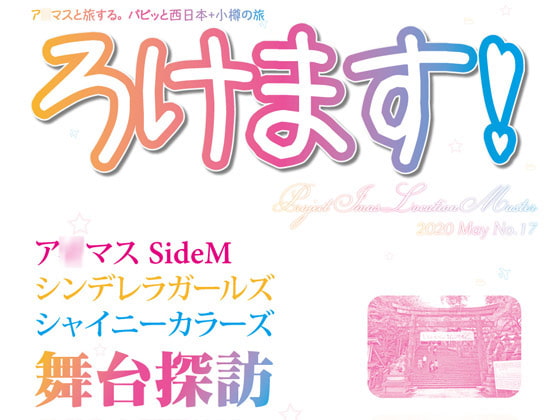 ア マスと旅する。パピッと西日本+小樽の旅
ろけます!
Project Imas Location Master
2020 May No.17
ア マス SideM
シンデレラガールズ
シャイニーカラーズ
舞台探訪